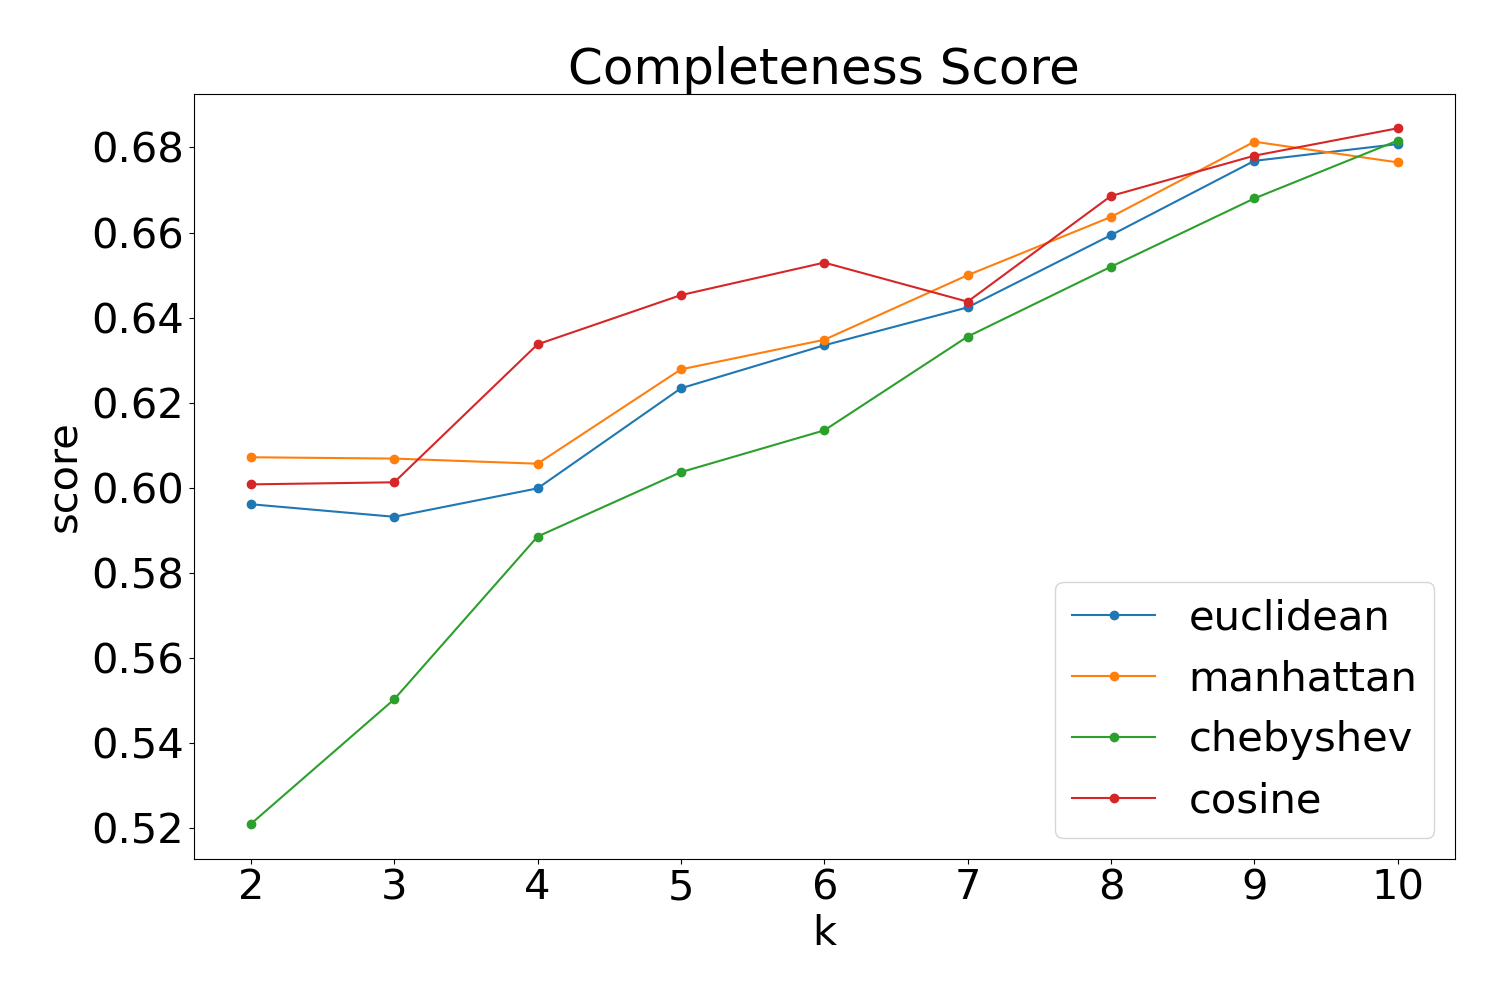 Completeness Score
score
0.68
0.66
0.64
0.62
0.60
0.58
0.56
0.54
0.52
2 3 4 5 6 7 8 9 10
k
euclidean
manhattan
chebyshev
cosine